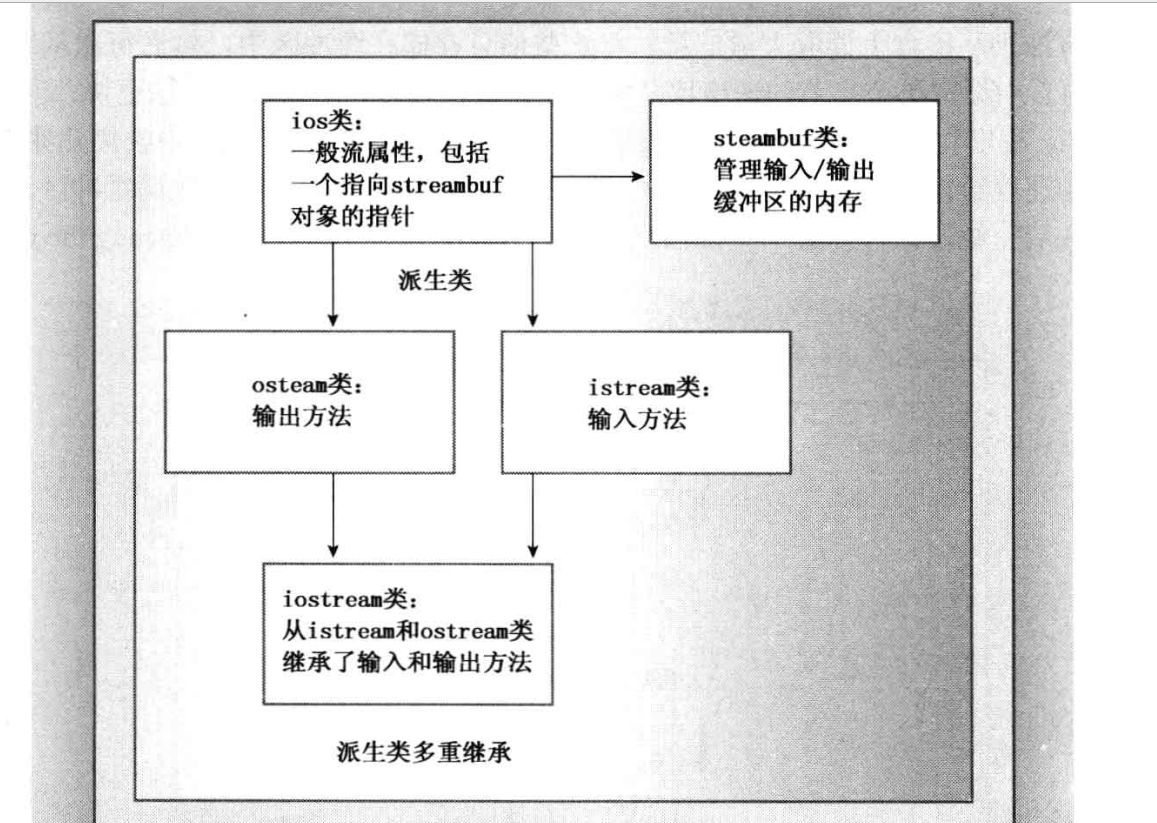 ios类：
一般流属性，包括
一个指向streambuf
对象的指针
steambuf类：
管理输入/输出
缓冲区的内存
派生类
osteam类：
输出方法
istream类：
输入方法
iostream类：
从istream和ostream类
继承了输入和输出方法
派生类多重继承